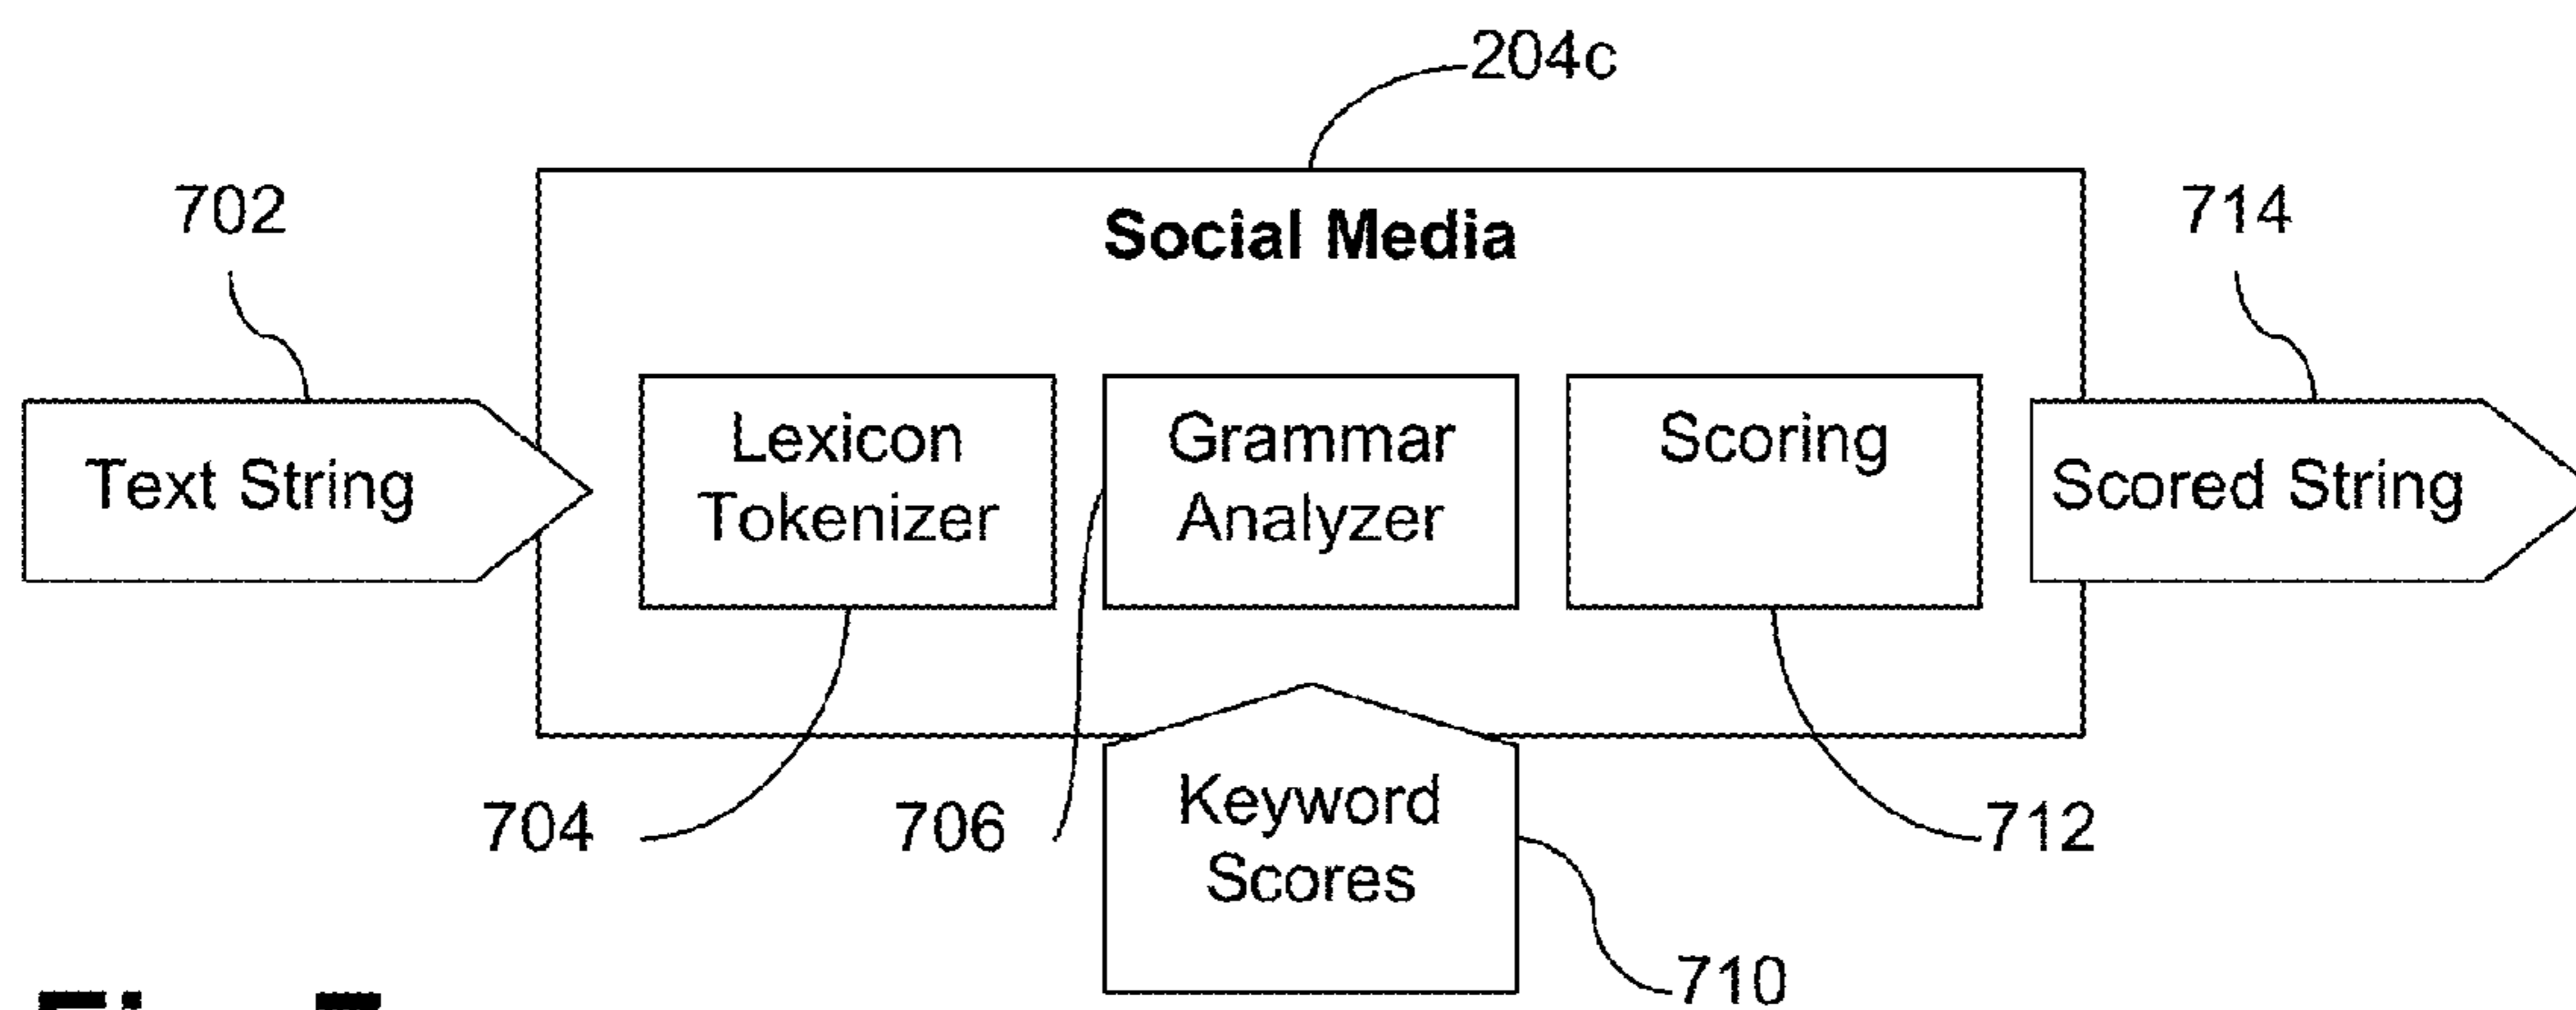 204c
702
Social Media
714
Text String
Lexicon
Tokenizer
Grammar
Analyzer
Scoring
Scored String
704
706
Keyword
Scores
712
710